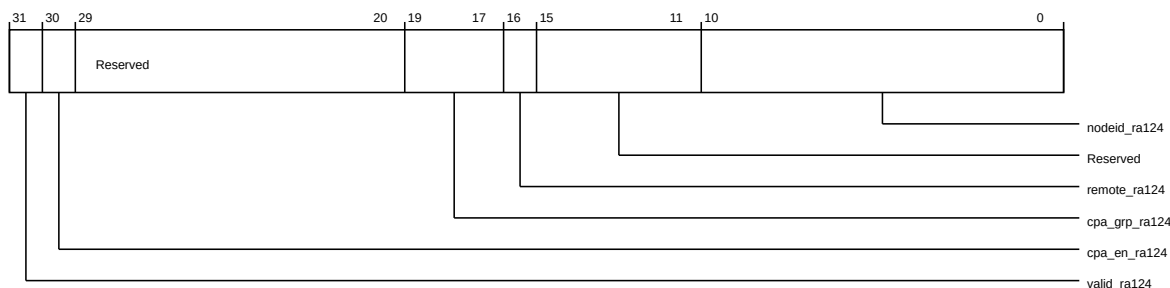 31 30 29 20 19 17 16 15 11 10 0
Reserved
nodeid_ra124
Reserved
remote_ra124
cpa_grp_ra124
cpa_en_ra124
valid_ra124